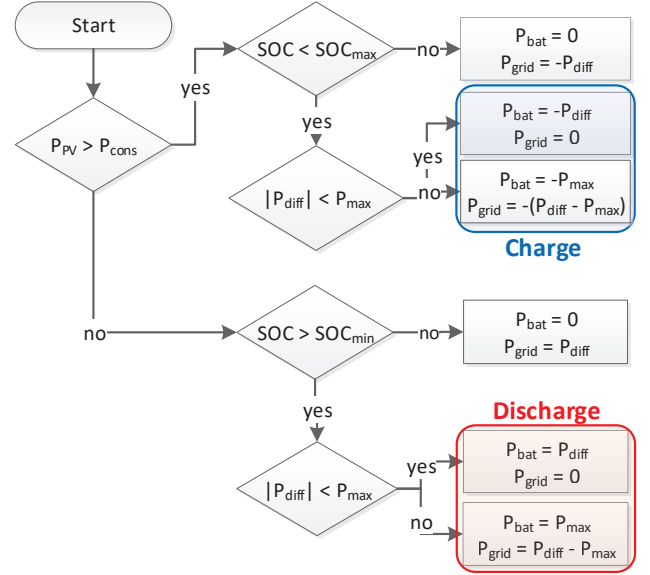 Start
SOC < SOCmax
no
Pbat = 0
Pgrid = -Pdiff
yes
PPV > Pcons
yes
Pbat = -Pdiff
Pgrid = 0
yes
|Pdiff| < Pmax
no
Pbat = -Pmax
Pgrid = -(Pdiff - Pmax)
Charge
no
SOC > SOCmin
no
Pbat = 0
Pgrid = Pdiff
yes
Discharge
|Pdiff| < Pmax
yes
Pbat = Pdiff
Pgrid = 0
no
Pbat = Pmax
Pgrid = Pdiff - Pmax